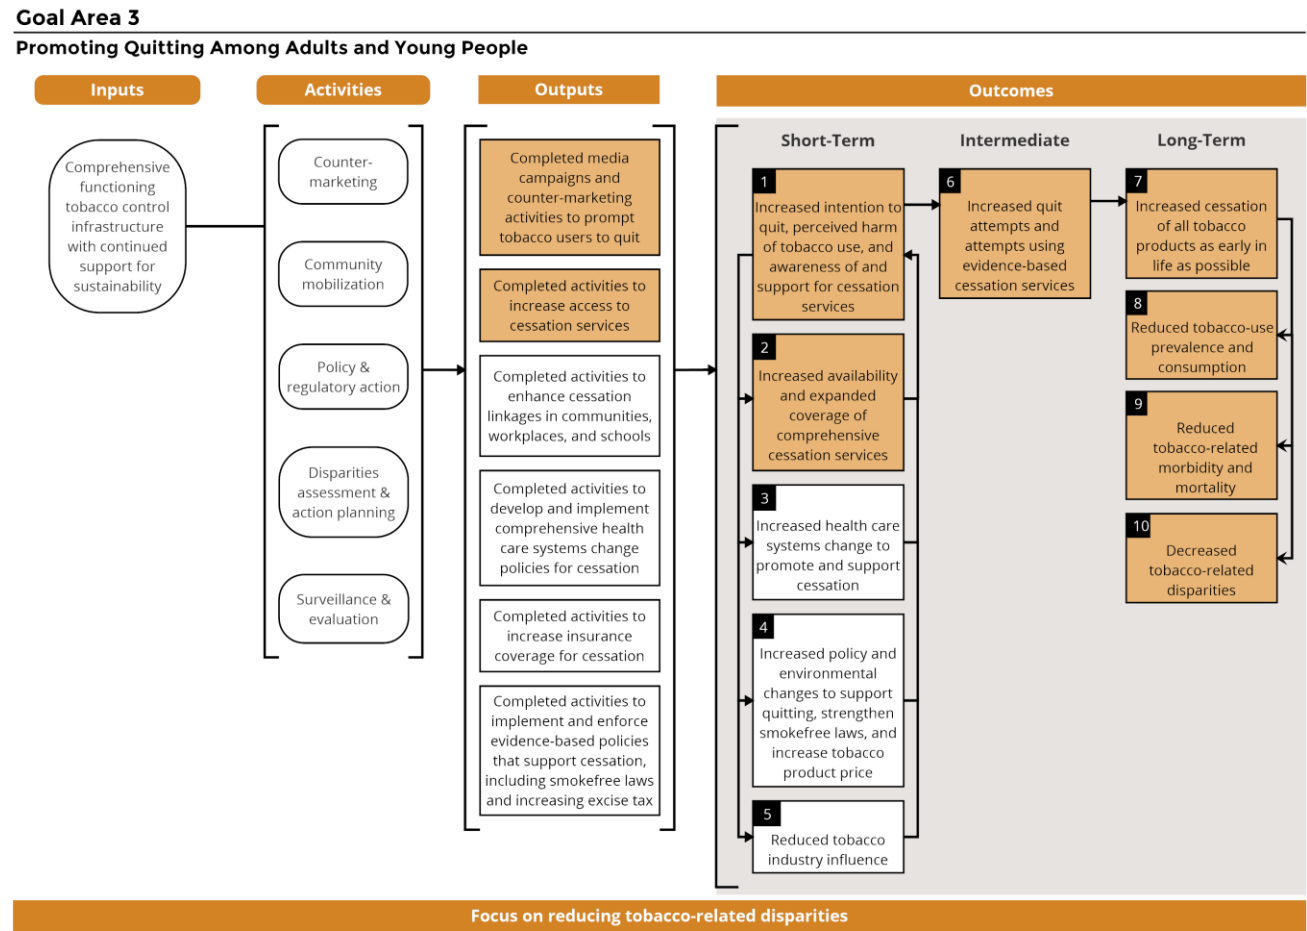 Goal Area 3
Promoting Quitting Among Adults and Young People
Inputs
Activities
Outputs
Outcomes
Comprehensive
functioning
tobacco control
infrastructure
with continued
support for
sustainability
Counter-
marketing
Community
mobilization
Policy &
regulatory action
Disparities
assessment &
action planning
Surveillance &
evaluation
Completed media
campaigns and
counter-marketing
activities to prompt
tobacco users to quit
Completed activities to
increase access to
cessation services
Completed activities to
enhance cessation
linkages in communities,
workplaces, and schools
Completed activities to
develop and implement
comprehensive health
care systems change
policies for cessation
Completed activities to
increase insurance
coverage for cessation
Completed activities to
implement and enforce
evidence-based policies
that support cessation,
including smokefree laws
and increasing excise tax
Short-Term
1
Increased intention to
quit, perceived harm
of tobacco use, and
awareness of and
support for cessation
services
2
Increased availability
and expanded
coverage of
comprehensive
cessation services
3
Increased health care
systems change to
promote and support
cessation
4
Increased policy and
environmental
changes to support
quitting, strengthen
smokefree laws, and
increase tobacco
product price
5
Reduced tobacco
industry influence
Intermediate
6
Increased quit
attempts and
attempts using
evidence-based
cessation services
Long-Term
7
Increased cessation
of all tobacco
products as early in
life as possible
8
Reduced tobacco-use
prevalence and
consumption
9
Reduced
tobacco-related
morbidity and
mortality
10
Decreased
tobacco-related
disparities
Focus on reducing tobacco-related disparities